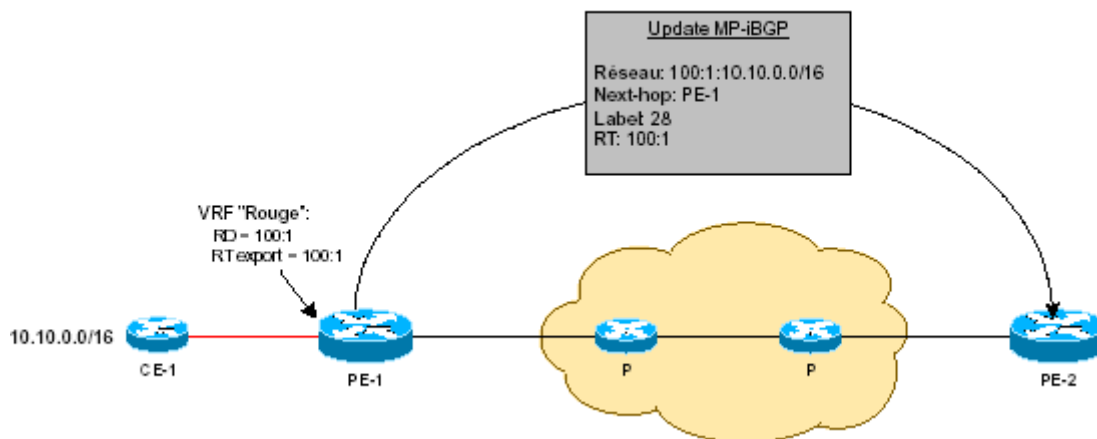 Update MP-iBGP
Réseau: 100:1:10.10.0.0/16
Next-hop: PE-1
Label: 28
RT: 100:1
VRF "Rouge":
RD = 100:1
RT export = 100:1
10.10.0.0/16
CE-1
PE-1
P
P
PE-2